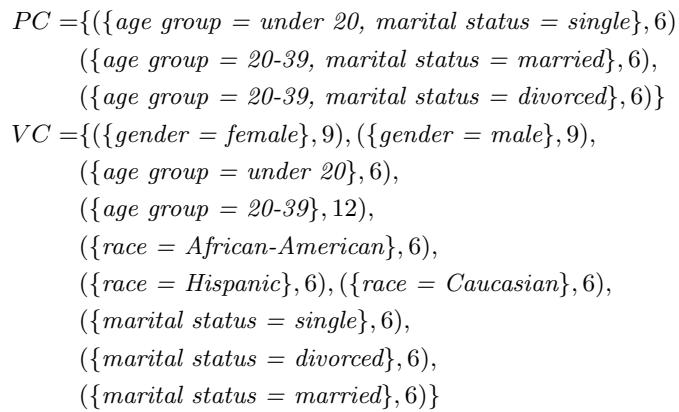 PC ={({age group = under 20, marital status = single}, 6)
({age group = 20-39, marital status = married}, 6),
({age group = 20-39, marital status = divorced}, 6)}
VC ={({gender = female}, 9), ({gender = male}, 9),
({age group = under 20}, 6),
({age group = 20-39}, 12),
({race = African-American}, 6),
({race = Hispanic}, 6), ({race = Caucasian}, 6),
({marital status = single}, 6),
({marital status = divorced}, 6),
({marital status = married}, 6)}